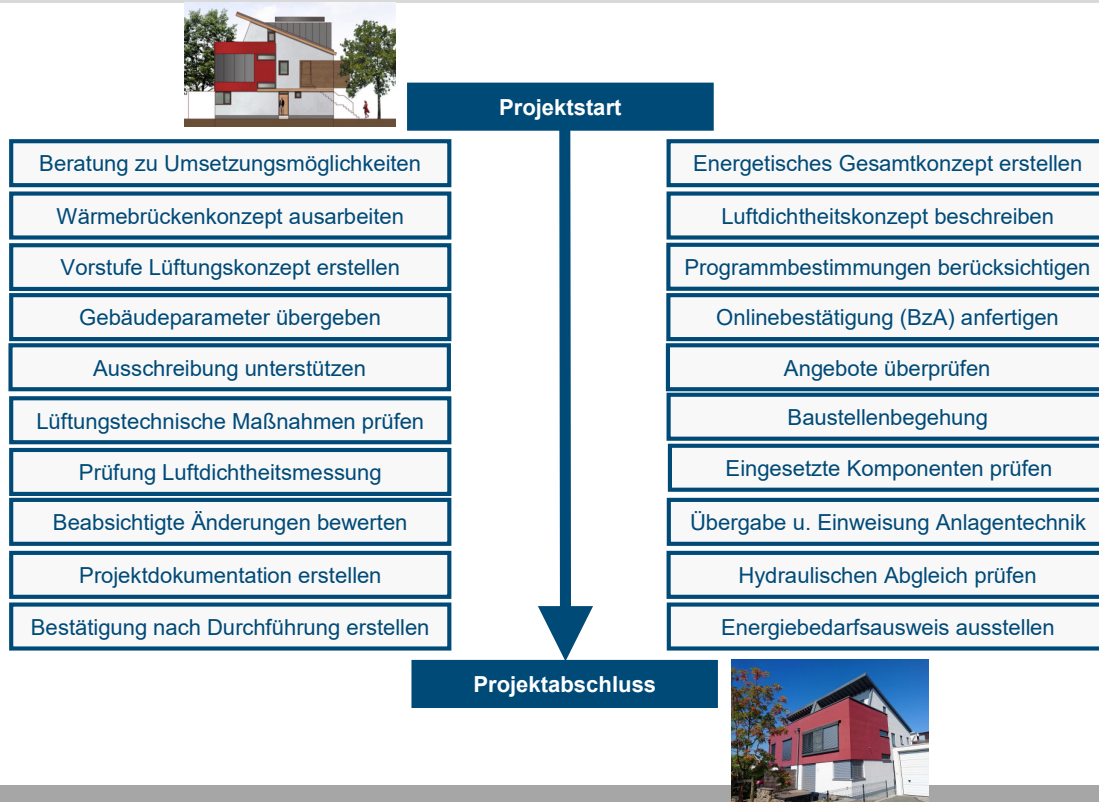 Projektstart
Beratung zu Umsetzungsmöglichkeiten
Energetisches Gesamtkonzept erstellen
Wärmebrückenkonzept ausarbeiten
Luftdichtheitskonzept beschreiben
Vorstufe Lüftungskonzept erstellen
Programmbestimmungen berücksichtigen
Gebäudeparameter übergeben
Onlinebestätigung (BzA) anfertigen
Ausschreibung unterstützen
Angebote überprüfen
Lüftungstechnische Maßnahmen prüfen
Baustellenbegehung
Prüfung Luftdichtheitsmessung
Eingesetzte Komponenten prüfen
Beabsichtigte Änderungen bewerten
Übergabe u. Einweisung Anlagentechnik
Projektdokumentation erstellen
Hydraulischen Abgleich prüfen
Bestätigung nach Durchführung erstellen
Energiebedarfsausweis ausstellen
Projektabschluss